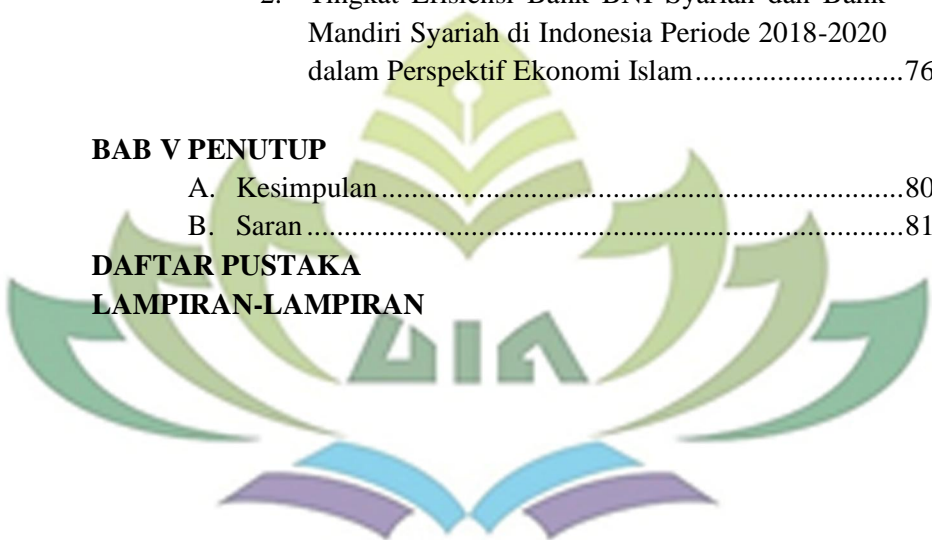 2. Tingkat Efisiensi Bank BNI Syariah dan Bank
Mandiri Syariah di Indonesia Periode 2018-2020
dalam Perspektif Ekonomi Islam...........................76
BAB V PENUTUP
A. Kesimpulan....................................................................80
B. Saran.............................................................................81
DAFTAR PUSTAKA
LAMPIRAN-LAMPIRAN
UIN